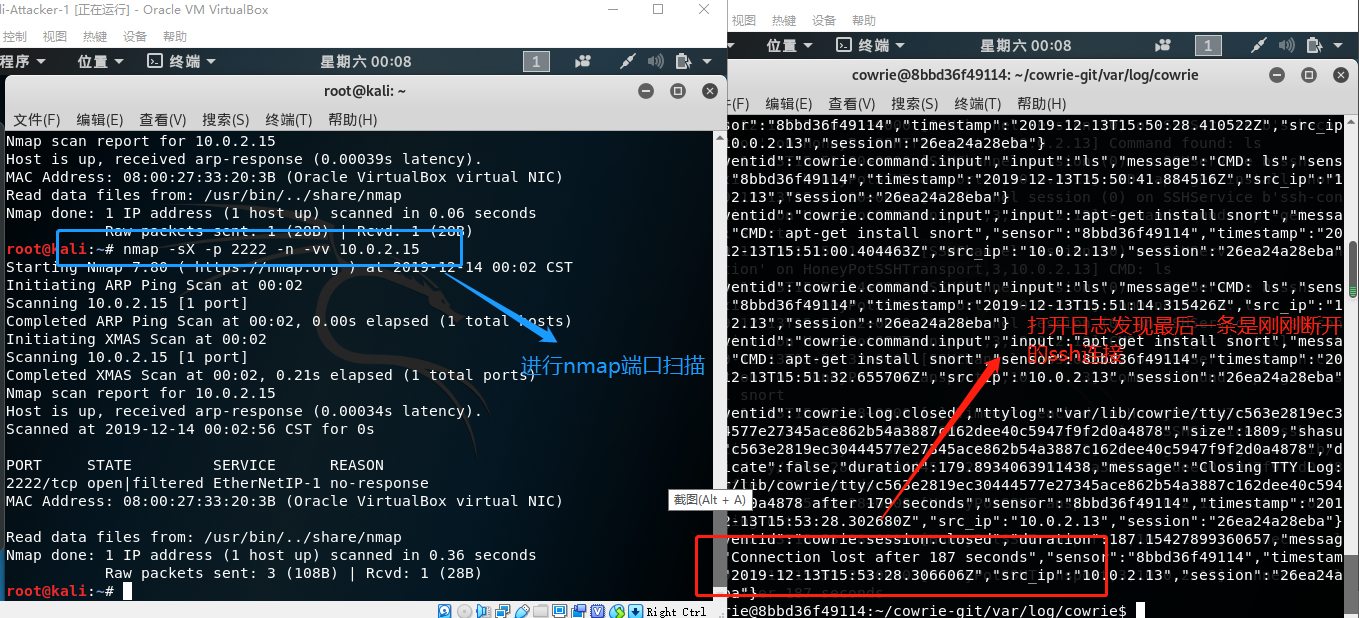 li-Attacker-1 [正在运行] - Oracle VM VirtualBox
控制 视图 热键 设备 帮助
程序 位置 终端 星期六 00:08 1
root@kali: ~
文件(F) 编辑(E) 查看(V) 搜索(S) 终端(T) 帮助(H)
Nmap scan report for 10.0.2.15
Host is up, received arp-response (0.00039s latency).
MAC Address: 08:00:27:33:20:3B (Oracle VirtualBox virtual NIC)
Read data files from: /usr/bin/../share/nmap
Nmap done: 1 IP address (1 host up) scanned in 0.06 seconds
Raw packets sent: 1 (28B) | Rcvd: 1 (28B)
root@kali:~# nmap -sX -p 2222 -n -vv 10.0.2.15
Starting Nmap 7.80 ( https://nmap.org ) at 2019-12-14 00:02 CST
Initiating ARP Ping Scan at 00:02
Scanning 10.0.2.15 [1 port]
Completed ARP Ping Scan at 00:02, 0.00s elapsed (1 total hosts)
Initiating XMAS Scan at 00:02
Scanning 10.0.2.15 [1 port]
Completed XMAS Scan at 00:02, 0.21s elapsed (1 total ports)
Nmap scan report for 10.0.2.15
Host is up, received arp-response (0.00034s latency).
Scanned at 2019-12-14 00:02:56 CST for 0s
PORT STATE SERVICE REASON
2222/tcp open|filtered EtherNetIP-1 no-response
MAC Address: 08:00:27:33:20:3B (Oracle VirtualBox virtual NIC)
Read data files from: /usr/bin/../share/nmap
Nmap done: 1 IP address (1 host up) scanned in 0.36 seconds
Raw packets sent: 3 (108B) | Rcvd: 1 (28B)
root@kali:~#
进行nmap端口扫描
截图(Alt + A)
Right Ctrl
视图 热键 设备 帮助
位置 终端 星期六 00:08 1
cowrie@8bbd36f49114: ~/cowrie-git/var/log/cowrie
(F) 编辑(E) 查看(V) 搜索(S) 终端(T) 帮助(H)
sor":"8bbd36f49114","timestamp":"2019-12-13T15:50:28.410522Z","src_ip
10.0.2.13","session":"26ea24a28eba"}
ventid":"cowrie.command.input","input":"ls","message":"CMD: ls","sens
"8bbd36f49114","timestamp":"2019-12-13T15:50:41.884516Z","src_ip":"1
2.13","session":"26ea24a28eba"}
ventid":"cowrie.command.input","input":"apt-get install snort","messa
"CMD: apt-get install snort","sensor":"8bbd36f49114","timestamp":"20
2-13T15:51:00.404463Z","src_ip":"10.0.2.13","session":"26ea24a28eba"
ventid":"cowrie.command.input","input":"ls","message":"CMD: ls","sens
"8bbd36f49114","timestamp":"2019-12-13T15:51:14.315426Z","src_ip":"1
2.13","session":"26ea24a28eba"}
ventid":"cowrie.command.input","input":"apt-get install snort","messa
"CMD: apt-get install snort","sensor":"8bbd36f49114","timestamp":"20
2-13T15:51:32.655706Z","src_ip":"10.0.2.13","session":"26ea24a28eba"
ventid":"cowrie.log.closed","ttylog":"var/lib/cowrie/tty/c563e2819ec3
4577e27345ace862b54a3887c162dee40c5947f9f2d0a4878","size":1809,"shasu
c563e2819ec30444577e27345ace862b54a3887c162dee40c5947f9f2d0a4878","d
icate":false,"duration":179.8934063911438,"message":"Closing TTY Log:
r/lib/cowrie/tty/c563e2819ec30444577e27345ace862b54a3887c162dee40c594
0a4878 after 179 seconds","sensor":"8bbd36f49114","timestamp":"201
2-13T15:53:28.302680Z","src_ip":"10.0.2.13","session":"26ea24a28eba"}
ventid":"cowrie.session.closed","duration":187.11542789936065​7,"messag
"Connection lost after 187 seconds","sensor":"8bbd36f49114","timestam
"2019-12-13T15:53:28.306606Z","src_ip":"10.0.2.13","session":"26ea24a
eba"}
rie@8bbd36f49114:~/cowrie-git/var/log/cowrie$
打开日志发现最后一条是刚刚断开
的ssh连接